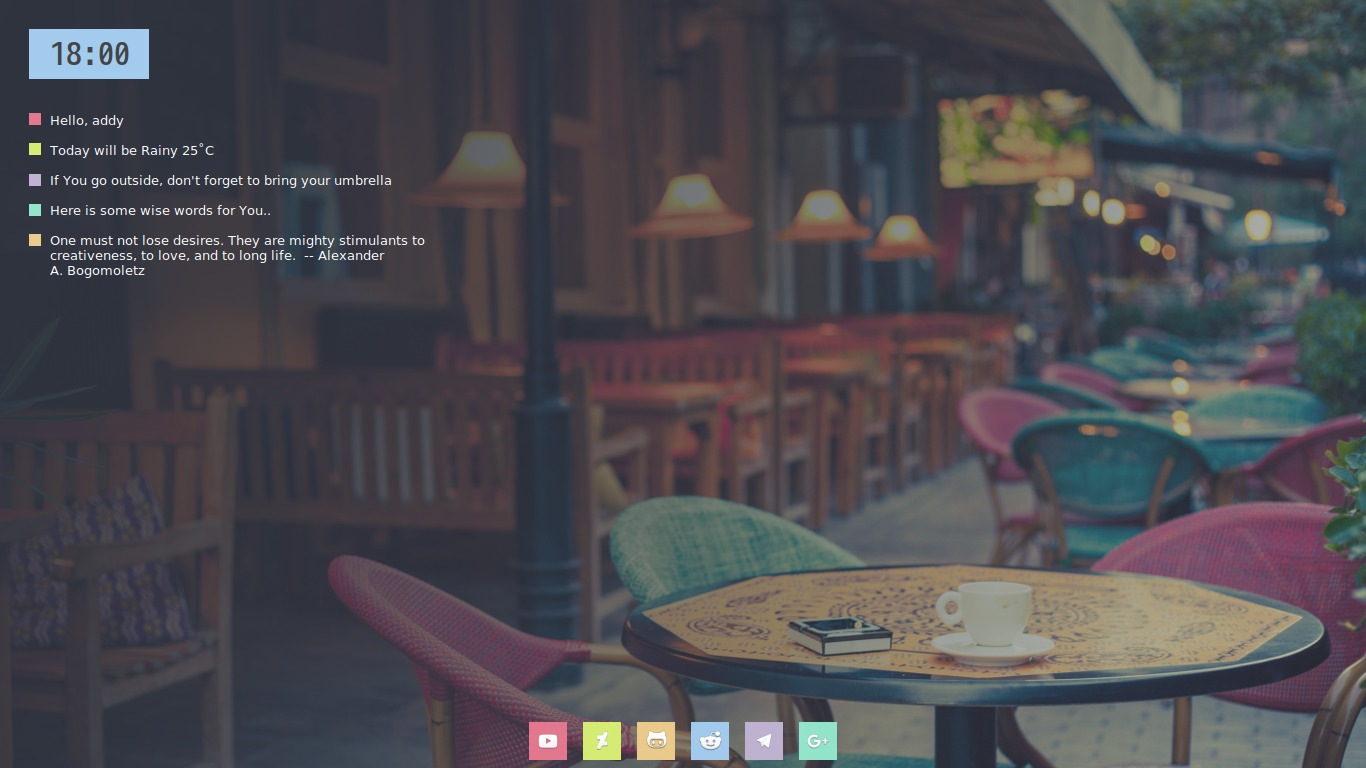 18:00
Hello, addy
Today will be Rainy 25°C
If You go outside, don't forget to bring your umbrella
Here is some wise words for You..
One must not lose desires. They are mighty stimulants to
creativeness, to love, and to long life.  -- Alexander
A. Bogomoletz
G+